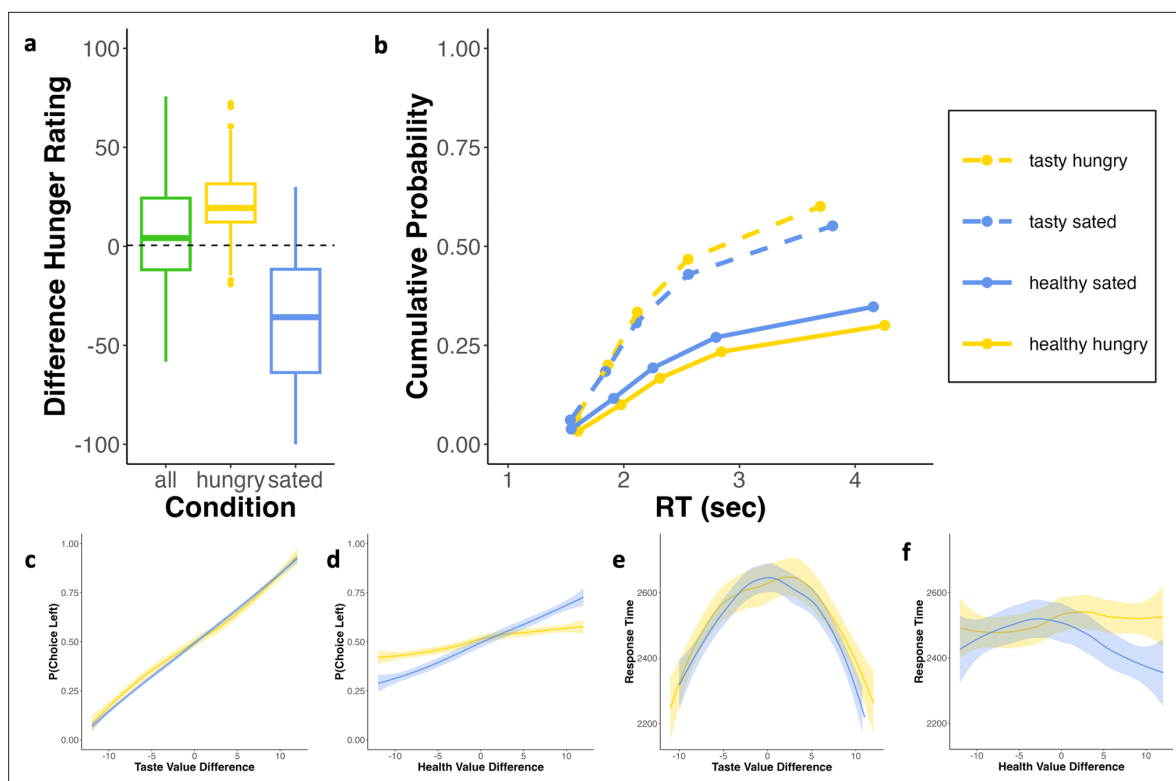 a
100
50
0
-50
-100
Difference Hunger Rating
all hungry sated
Condition
b
1.00
0.75
0.50
0.25
0.00
Cumulative Probability
1 2 3 4
RT (sec)
tasty hungry
tasty sated
healthy sated
healthy hungry
c
1.00
0.75
0.50
0.25
0.00
P(Choice Left)
-10 -5 0 5 10
Taste Value Difference
d
1.00
0.75
0.50
0.25
0.00
P(Choice Left)
-10 -5 0 5 10
Health Value Difference
e
2600
2400
2200
Response Time
-10 -5 0 5 10
Taste Value Difference
f
2600
2400
2200
Response Time
-10 -5 0 5 10
Health Value Difference